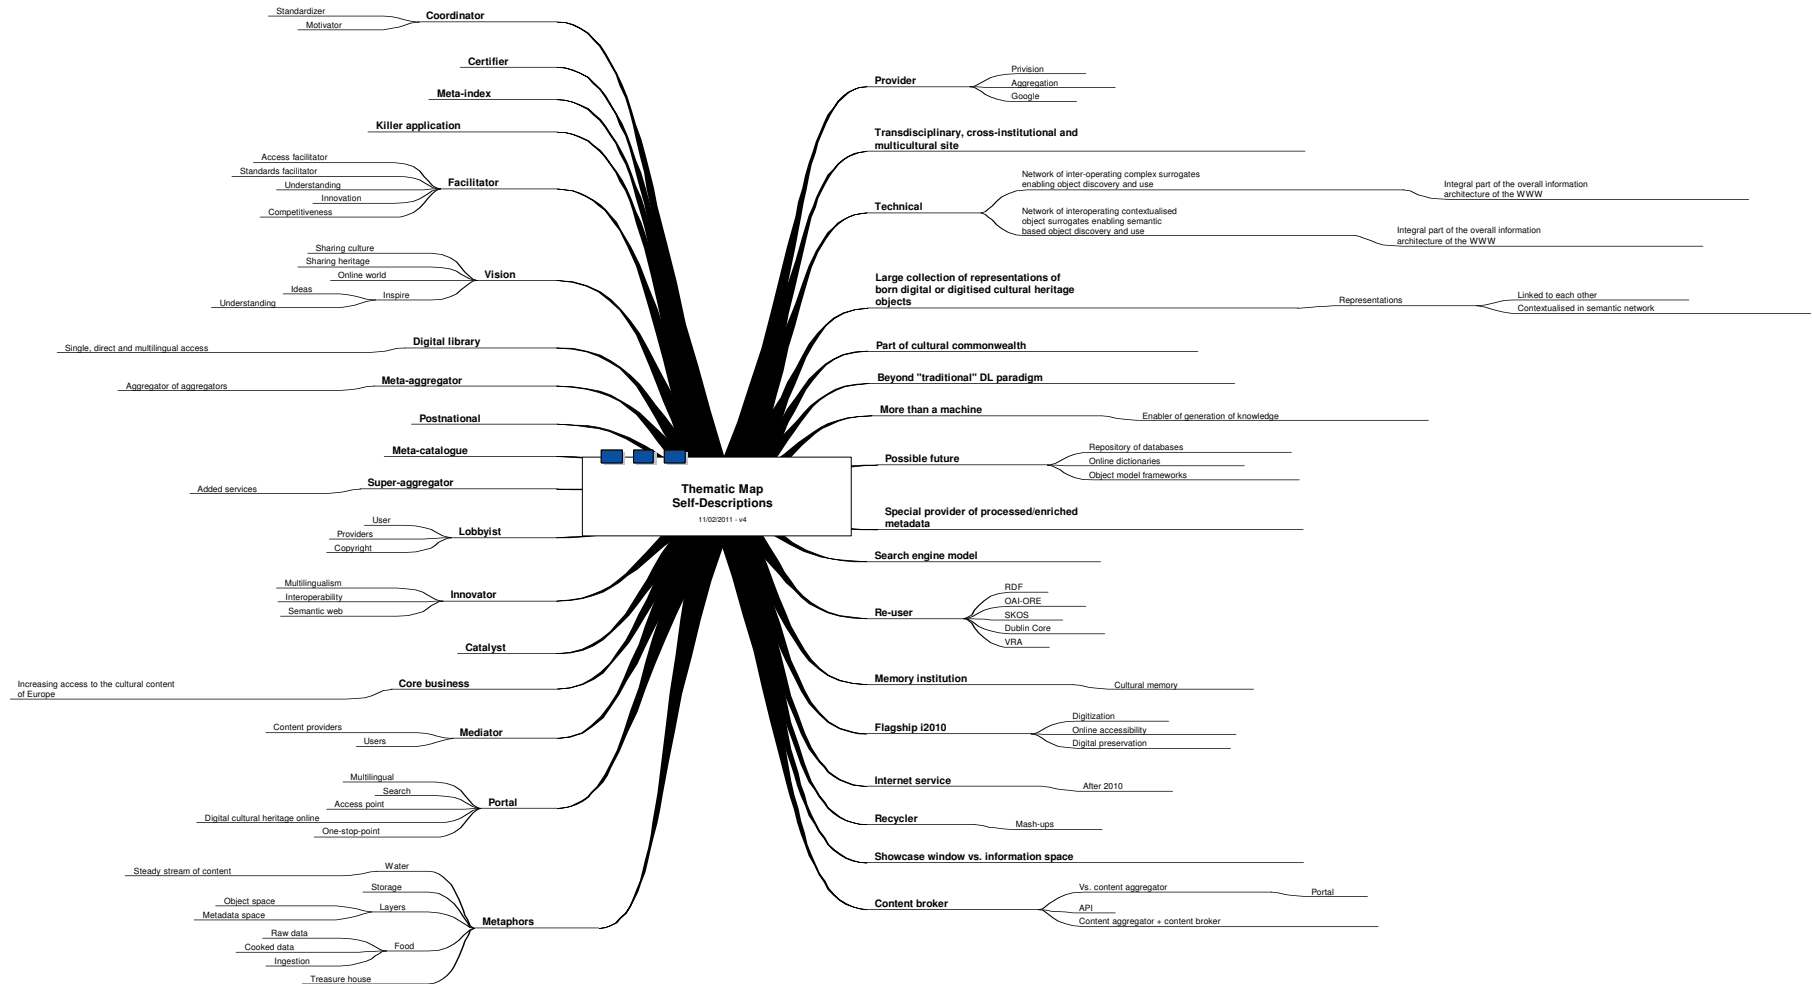 Standardizer
Motivator
Coordinator
Certifier
Meta-index
Killer application
Access facilitator
Standards facilitator
Understanding
Innovation
Competitiveness
Facilitator
Sharing culture
Sharing heritage
Online world
Ideas
Understanding
Inspire
Vision
Single, direct and multilingual access
Digital library
Aggregator of aggregators
Meta-aggregator
Postnational
Meta-catalogue
Added services
Super-aggregator
User
Providers
Copyright
Lobbyist
Multilingualism
Interoperability
Semantic web
Innovator
Catalyst
Increasing access to the cultural content
of Europe
Core business
Content providers
Users
Mediator
Multilingual
Search
Access point
Digital cultural heritage online
One-stop-point
Portal
Steady stream of content
Water
Storage
Object space
Metadata space
Layers
Raw data
Cooked data
Ingestion
Food
Treasure house
Metaphors
Thematic Map
Self-Descriptions
11/02/2011 - v4
Provider
Privision
Aggregation
Google
Transdisciplinary, cross-institutional and
multicultural site
Technical
Network of inter-operating complex surrogates
enabling object discovery and use
Integral part of the overall information
architecture of the WWW
Network of interoperating contextualised
object surrogates enabling semantic
based object discovery and use
Integral part of the overall information
architecture of the WWW
Large collection of representations of
born digital or digitised cultural heritage
objects
Representations
Linked to each other
Contextualised in semantic network
Part of cultural commonwealth
Beyond "traditional" DL paradigm
More than a machine
Enabler of generation of knowledge
Possible future
Repository of databases
Online dictionaries
Object model frameworks
Special provider of processed/enriched
metadata
Search engine model
Re-user
RDF
OAI-ORE
SKOS
Dublin Core
VRA
Memory institution
Cultural memory
Flagship i2010
Digitization
Online accessibility
Digital preservation
Internet service
After 2010
Recycler
Mash-ups
Showcase window vs. information space
Content broker
Vs. content aggregator
Portal
API
Content aggregator + content broker